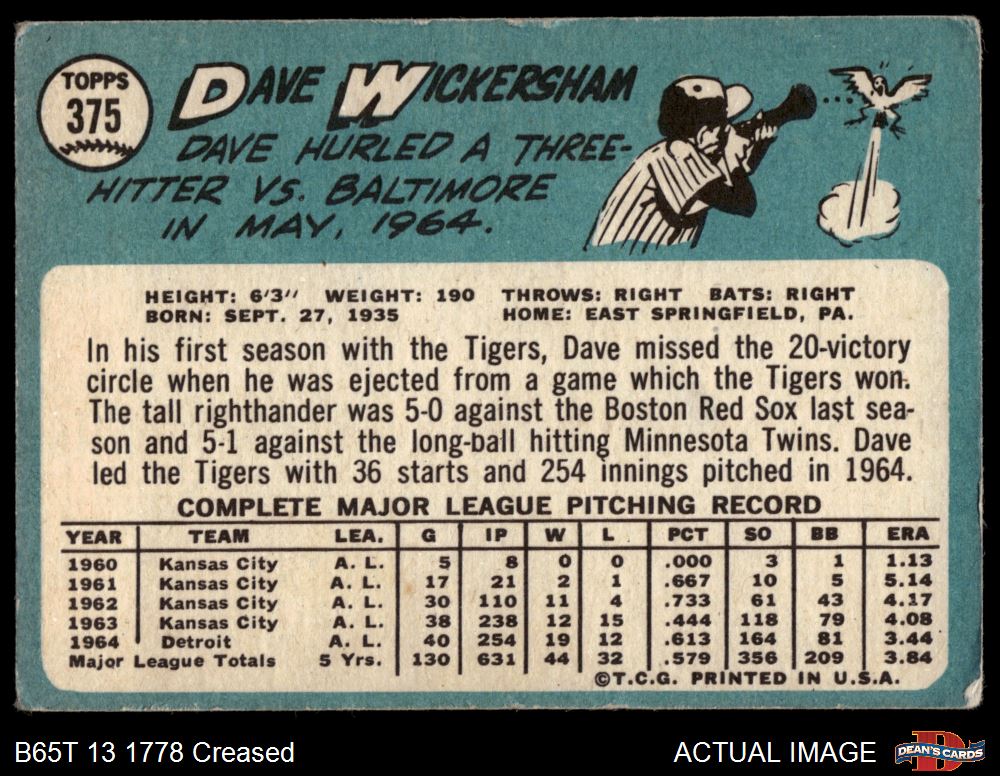 TOPPS
375
DAVE WICKERSHAM
DAVE HURLED A THREE-
HITTER VS. BALTIMORE
IN MAY, 1964.
HEIGHT: 6'3" WEIGHT: 190 THROWS: RIGHT BATS: RIGHT
BORN: SEPT. 27, 1935 HOME: EAST SPRINGFIELD, PA.
In his first season with the Tigers, Dave missed the 20-victory
circle when he was ejected from a game which the Tigers won.
The tall righthander was 5-0 against the Boston Red Sox last sea-
son and 5-1 against the long-ball hitting Minnesota Twins. Dave
led the Tigers with 36 starts and 254 innings pitched in 1964.
COMPLETE MAJOR LEAGUE PITCHING RECORD
YEAR TEAM LEA. G IP W L PCT SO BB ERA
1960 Kansas City A. L. 5 8 0 0 .000 3 1 1.13
1961 Kansas City A. L. 17 21 2 1 .667 10 5 5.14
1962 Kansas City A. L. 30 110 11 4 .733 61 43 4.17
1963 Kansas City A. L. 38 238 12 15 .444 118 79 4.08
1964 Detroit A. L. 40 254 19 12 .613 164 81 3.44
Major League Totals 5 Yrs. 130 631 44 32 .579 356 209 3.84
©T.C.G. PRINTED IN U.S.A.
B65T 13 1778 Creased ACTUAL IMAGE DEAN'S CARDS